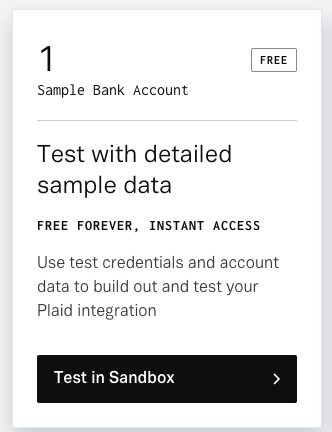 1
FREE
Sample Bank Account
Test with detailed
sample data
FREE FOREVER, INSTANT ACCESS
Use test credentials and account
data to build out and test your
Plaid integration
Test in Sandbox